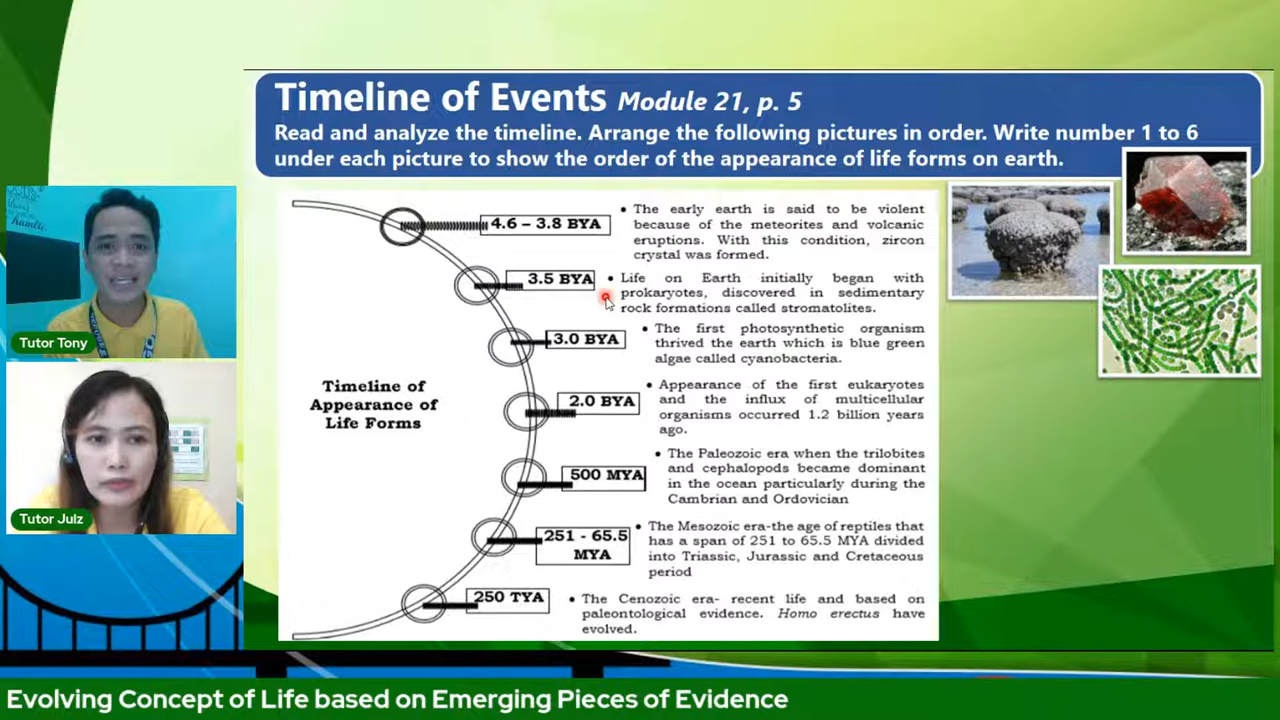 Timeline of Events Module 21, p. 5
Read and analyze the timeline. Arrange the following pictures in order. Write number 1 to 6
under each picture to show the order of the appearance of life forms on earth.
Timeline of
Appearance of
Life Forms
4.6 – 3.8 BYA
• The early earth is said to be violent
because of the meteorites and volcanic
eruptions. With this condition, zircon
crystal was formed.
3.5 BYA
• Life on Earth initially began with
prokaryotes, discovered in sedimentary
rock formations called stromatolites.
3.0 BYA
• The first photosynthetic organism
thrived the earth which is blue green
algae called cyanobacteria.
2.0 BYA
• Appearance of the first eukaryotes
and the influx of multicellular
organisms occurred 1.2 billion years
ago.
500 MYA
• The Paleozoic era when the trilobites
and cephalopods became dominant
in the ocean particularly during the
Cambrian and Ordovician
251 - 65.5
MYA
• The Mesozoic era-the age of reptiles that
has a span of 251 to 65.5 MYA divided
into Triassic, Jurassic and Cretaceous
period
250 TYA
• The Cenozoic era- recent life and based on
paleontological evidence. Homo erectus have
evolved.
humble.
Tutor Tony
Tutor Julz
Evolving Concept of Life based on Emerging Pieces of Evidence